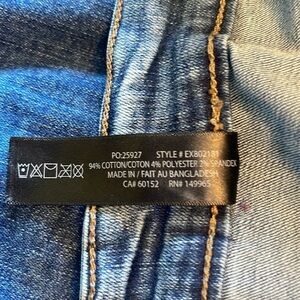 PO:25927 STYLE # EX802181
94% COTTON/COTON 4% POLYESTER 2% SPANDEX
MADE IN / FAIT AU BANGLADESH
CA# 60152 RN# 149965